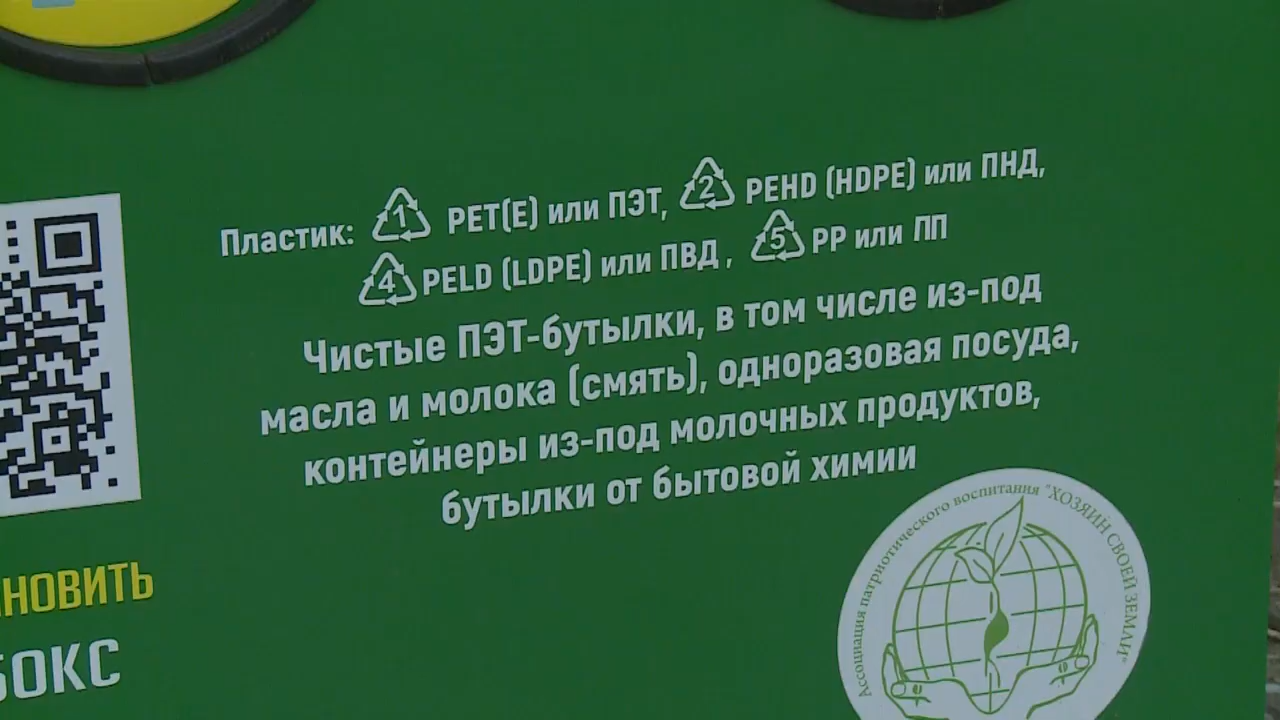 Пластик: 1 PET(E) или ПЭТ, 2 PEHD (HDPE) или ПНД,
4 PELD (LDPE) или ПВД, 5 PP или ПП
Чистые ПЭТ-бутылки, в том числе из-под
масла и молока (смять), одноразовая посуда,
контейнеры из-под молочных продуктов,
бутылки от бытовой химии
Ассоциация патриотического воспитания "ХОЗЯИН СВОЕЙ ЗЕМЛИ"
НОВИТЬ
БОКС